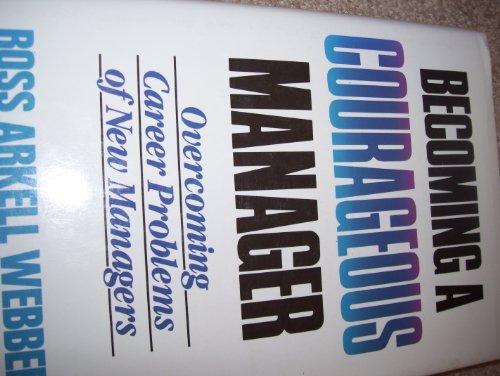 BECOMING A
COURAGEOUS
MANAGER
Overcoming
Career Problems
of New Managers
ROSS ARKELL WEBBER